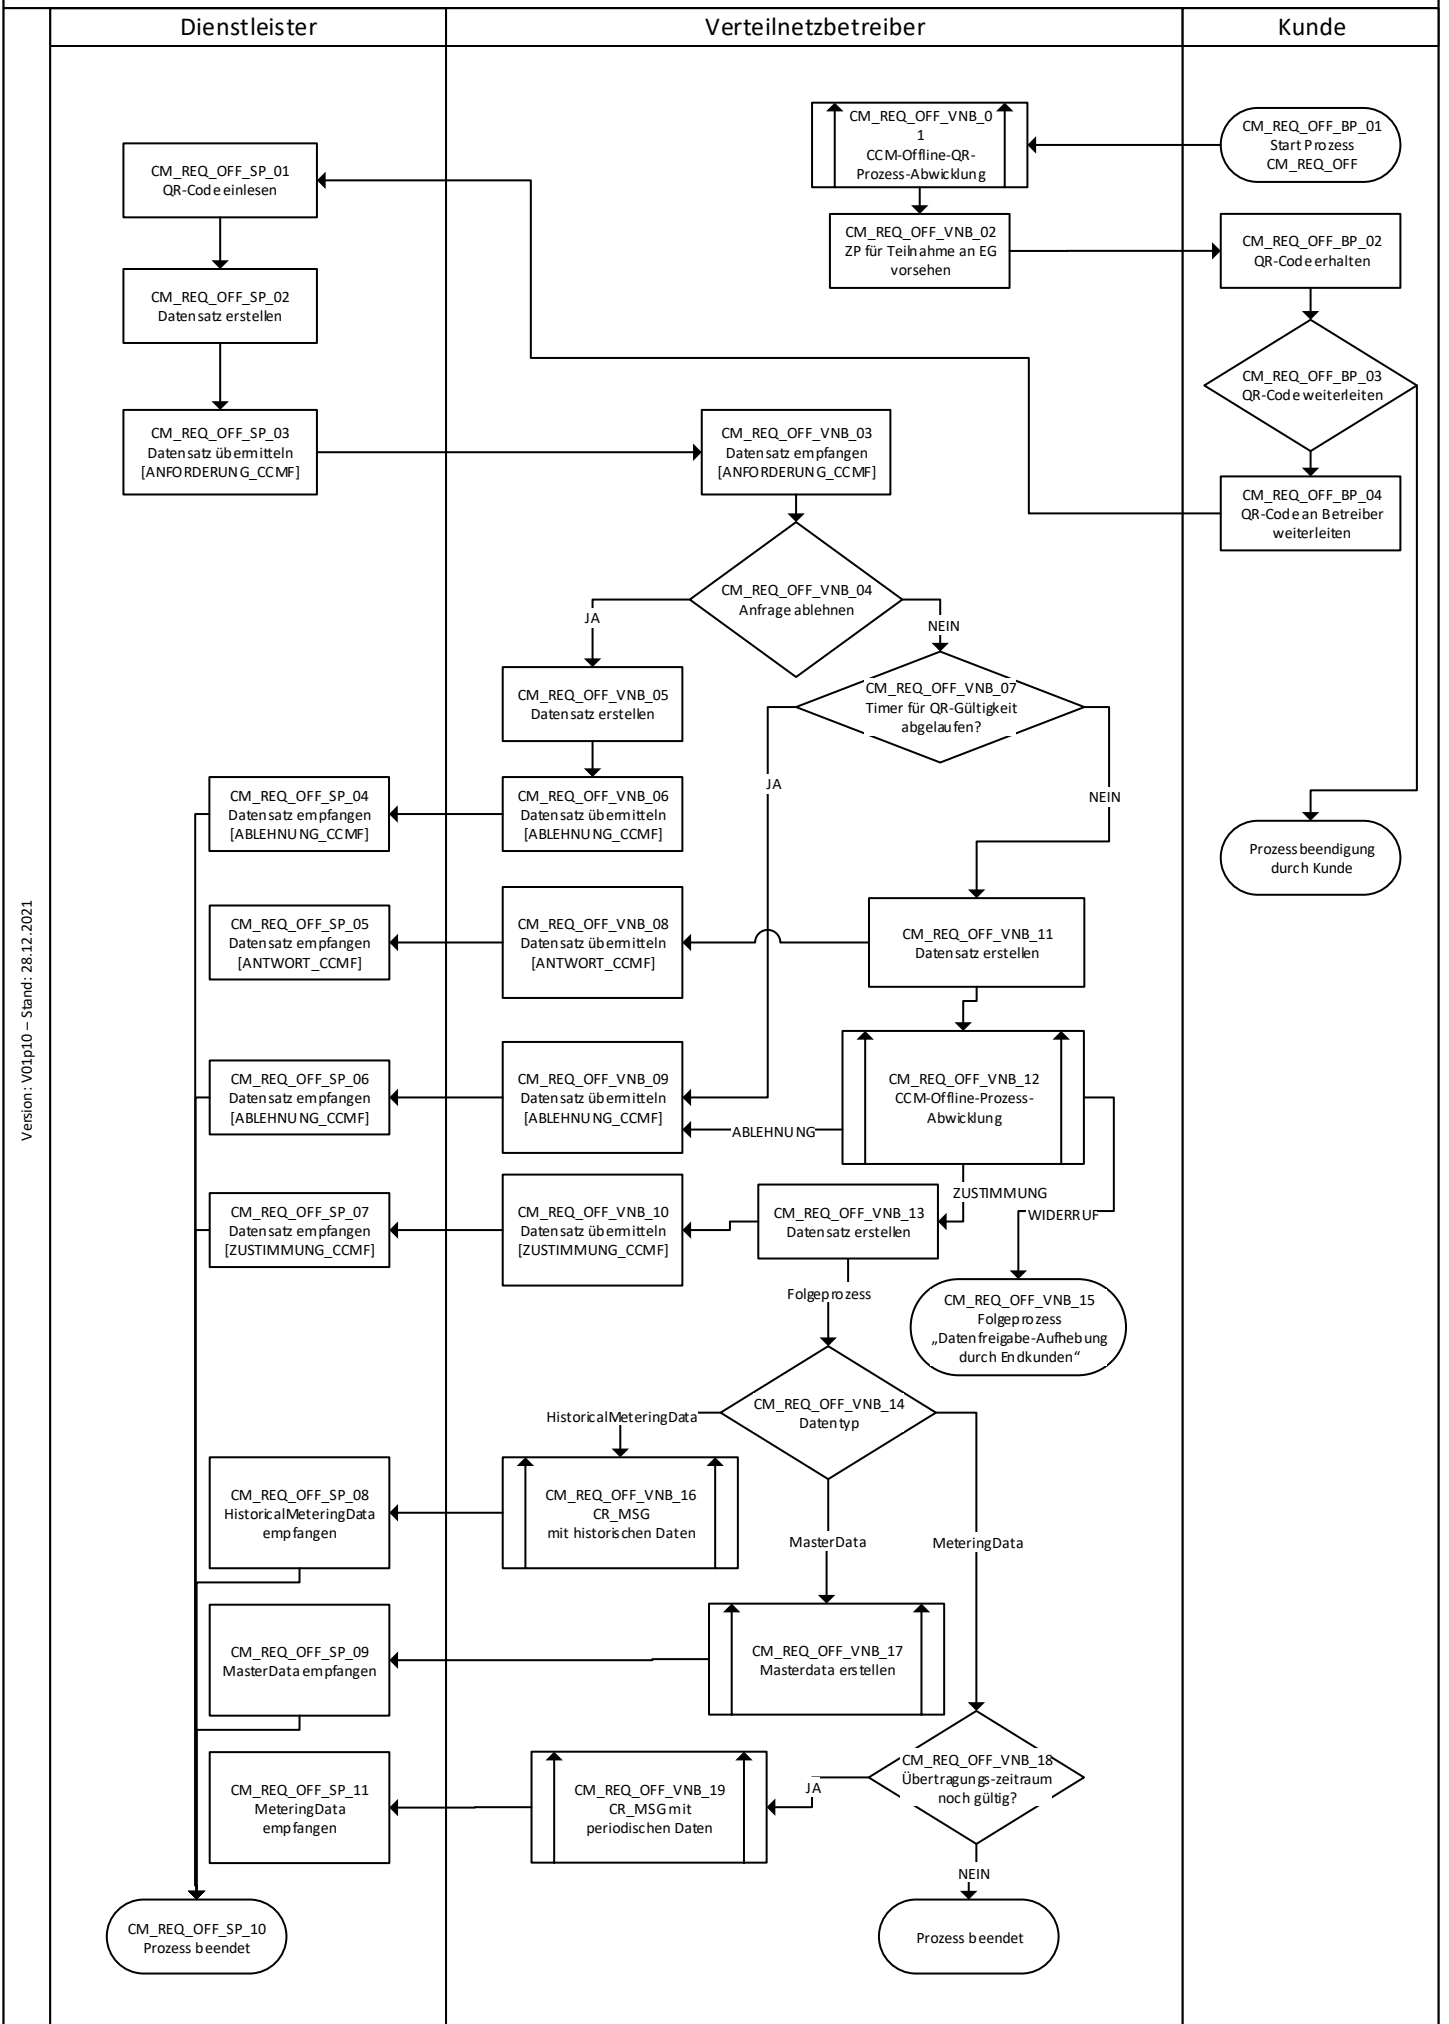 Dienstleister
Verteilnetzbetreiber
Kunde
CM_REQ_OFF_VNB_0
1
CCM-Offline-QR-
Prozess-Abwicklung
CM_REQ_OFF_BP_01
Start Prozess
CM_REQ_OFF
CM_REQ_OFF_SP_01
QR-Code einlesen
CM_REQ_OFF_VNB_02
ZP für Teilnahme an EG
vorsehen
CM_REQ_OFF_BP_02
QR-Code erhalten
CM_REQ_OFF_SP_02
Datensatz erstellen
CM_REQ_OFF_BP_03
QR-Code weiterleiten
CM_REQ_OFF_SP_03
Datensatz übermitteln
[ANFORDERUNG_CCMF]
CM_REQ_OFF_VNB_03
Datensatz empfangen
[ANFORDERUNG_CCMF]
CM_REQ_OFF_BP_04
QR-Code an Betreiber
weiterleiten
CM_REQ_OFF_VNB_04
Anfrage ablehnen
JA
NEIN
CM_REQ_OFF_VNB_05
Datensatz erstellen
CM_REQ_OFF_VNB_07
Timer für QR-Gültigkeit
abgelaufen?
JA
NEIN
CM_REQ_OFF_SP_04
Datensatz empfangen
[ABLEHNUNG_CCMF]
CM_REQ_OFF_VNB_06
Datensatz übermitteln
[ABLEHNUNG_CCMF]
Prozessbeendigung
durch Kunde
CM_REQ_OFF_SP_05
Datensatz empfangen
[ANTWORT_CCMF]
CM_REQ_OFF_VNB_08
Datensatz übermitteln
[ANTWORT_CCMF]
CM_REQ_OFF_VNB_11
Datensatz erstellen
Version: V01p10 – Stand: 28.12.2021
CM_REQ_OFF_SP_06
Datensatz empfangen
[ABLEHNUNG_CCMF]
CM_REQ_OFF_VNB_09
Datensatz übermitteln
[ABLEHNUNG_CCMF]
CM_REQ_OFF_VNB_12
CCM-Offline-Prozess-
Abwicklung
ABLEHNUNG
ZUSTIMMUNG
WIDERRUF
CM_REQ_OFF_SP_07
Datensatz empfangen
[ZUSTIMMUNG_CCMF]
CM_REQ_OFF_VNB_10
Datensatz übermitteln
[ZUSTIMMUNG_CCMF]
CM_REQ_OFF_VNB_13
Datensatz erstellen
Folgeprozess
CM_REQ_OFF_VNB_15
Folgeprozess
„Datenfreigabe-Aufhebung
durch Endkunden“
CM_REQ_OFF_VNB_14
Datentyp
HistoricalMeteringData
CM_REQ_OFF_SP_08
HistoricalMeteringData
empfangen
CM_REQ_OFF_VNB_16
CR_MSG
mit historischen Daten
MasterData
MeteringData
CM_REQ_OFF_SP_09
MasterData empfangen
CM_REQ_OFF_VNB_17
Masterdata erstellen
CM_REQ_OFF_VNB_18
Übertragungs-zeitraum
noch gültig?
JA
CM_REQ_OFF_SP_11
MeteringData
empfangen
CM_REQ_OFF_VNB_19
CR_MSG mit
periodischen Daten
NEIN
CM_REQ_OFF_SP_10
Prozess beendet
Prozess beendet